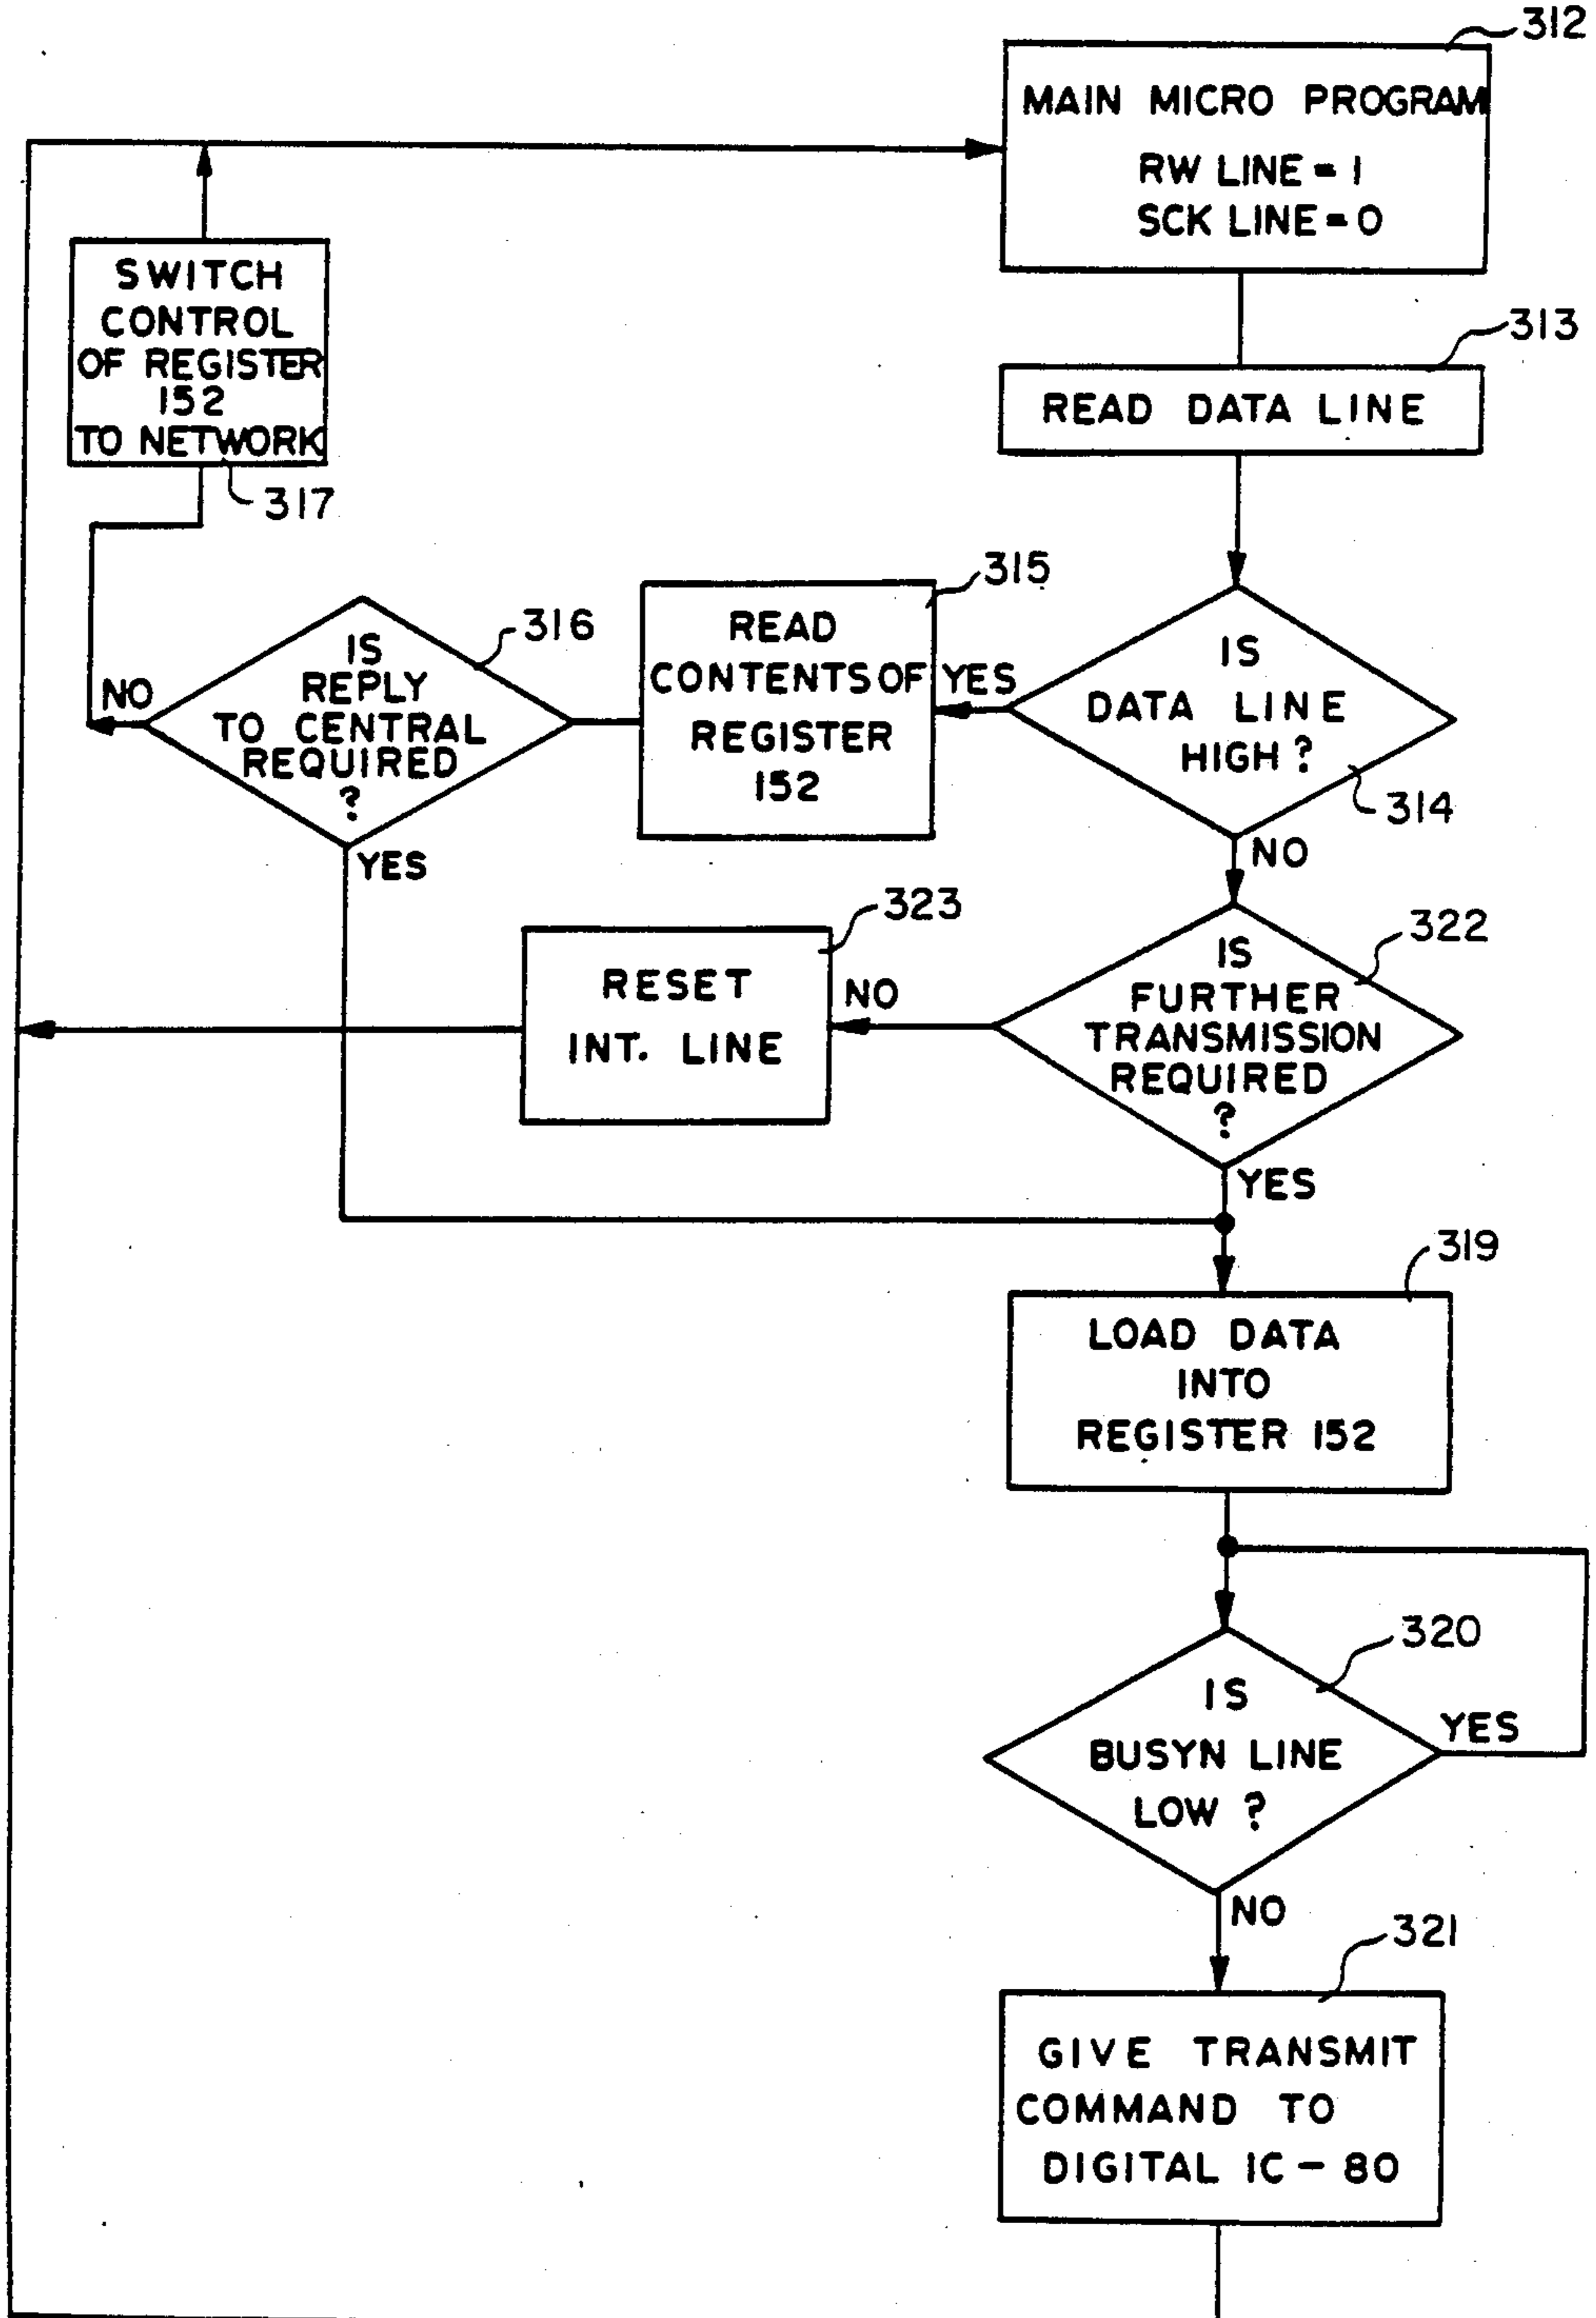 312
MAIN MICRO PROGRAM
RW LINE = 1
SCK LINE = 0
SWITCH
CONTROL
OF REGISTER
152
TO NETWORK
317
313
READ DATA LINE
315
READ
CONTENTS OF
REGISTER
152
316
IS
REPLY
TO CENTRAL
REQUIRED
?
NO
YES
YES
IS
DATA LINE
HIGH ?
314
NO
323
RESET
INT. LINE
NO
322
IS
FURTHER
TRANSMISSION
REQUIRED
?
YES
319
LOAD DATA
INTO
REGISTER 152
320
IS
BUSYN LINE
LOW ?
YES
NO
321
GIVE TRANSMIT
COMMAND TO
DIGITAL IC - 80